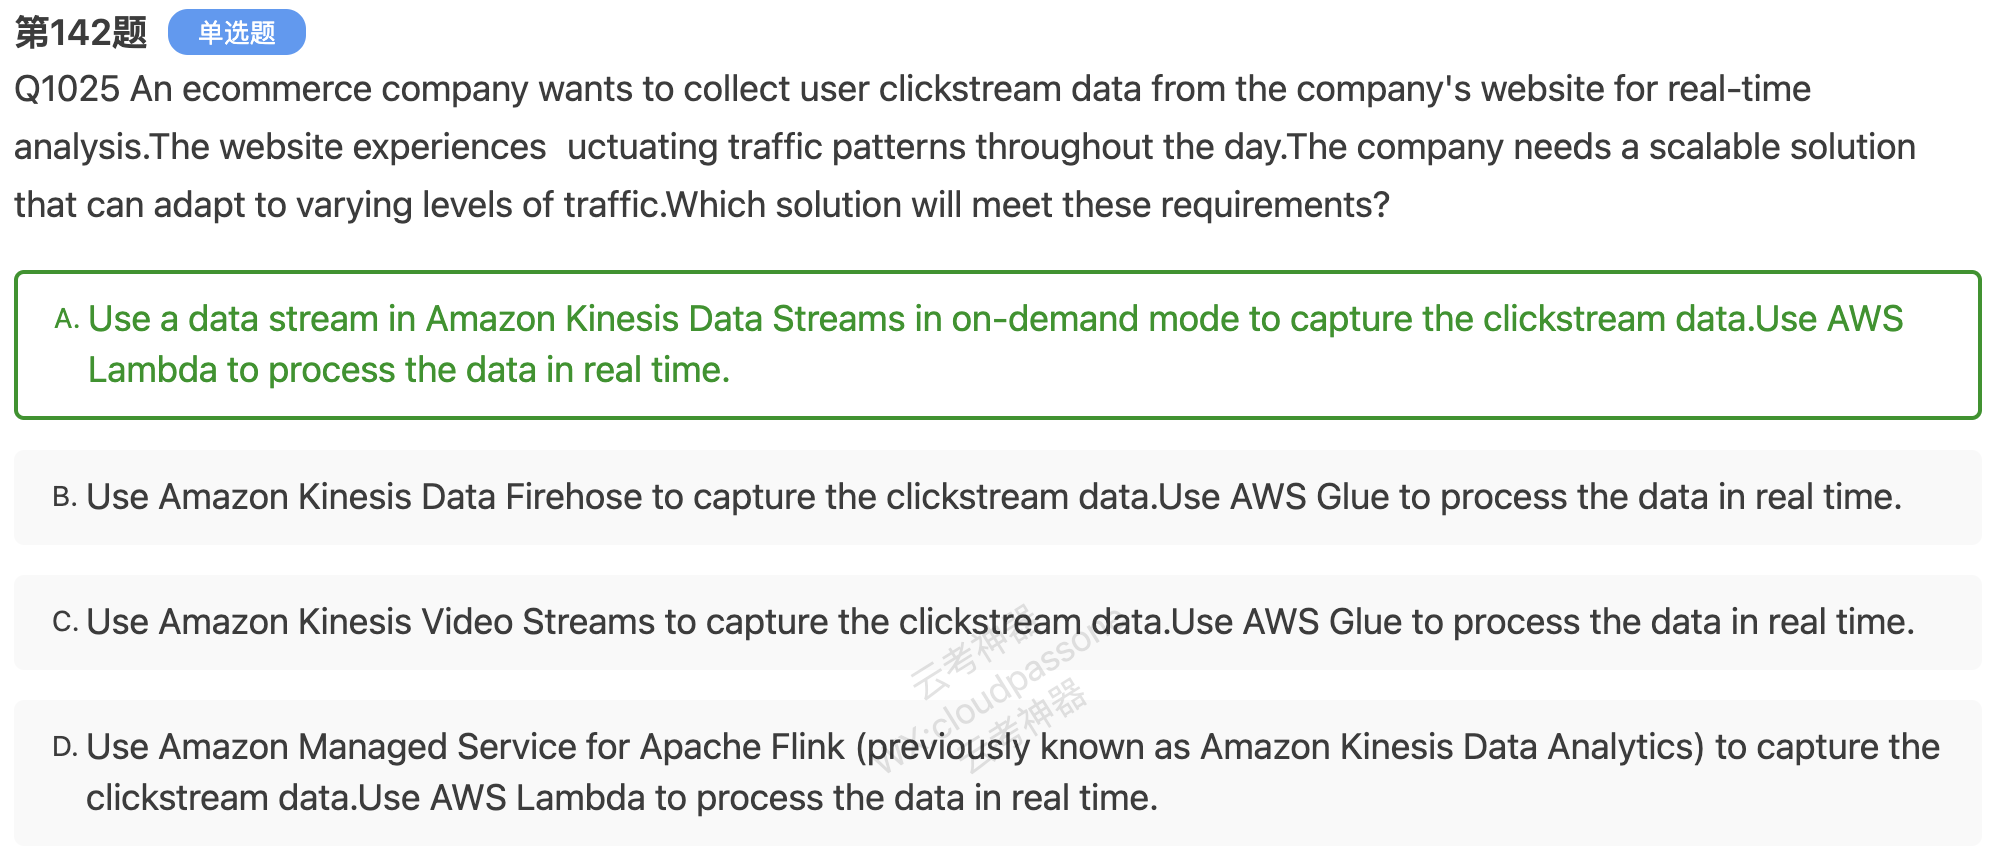 第142题 单选题
Q1025 An ecommerce company wants to collect user clickstream data from the company's website for real-time
analysis.The website experiences  uctuating traffic patterns throughout the day.The company needs a scalable solution
that can adapt to varying levels of traffic.Which solution will meet these requirements?
A. Use a data stream in Amazon Kinesis Data Streams in on-demand mode to capture the clickstream data.Use AWS
Lambda to process the data in real time.
B. Use Amazon Kinesis Data Firehose to capture the clickstream data.Use AWS Glue to process the data in real time.
C. Use Amazon Kinesis Video Streams to capture the clickstream data.Use AWS Glue to process the data in real time.
D. Use Amazon Managed Service for Apache Flink (previously known as Amazon Kinesis Data Analytics) to capture the
clickstream data.Use AWS Lambda to process the data in real time.
云考神器
云考神器